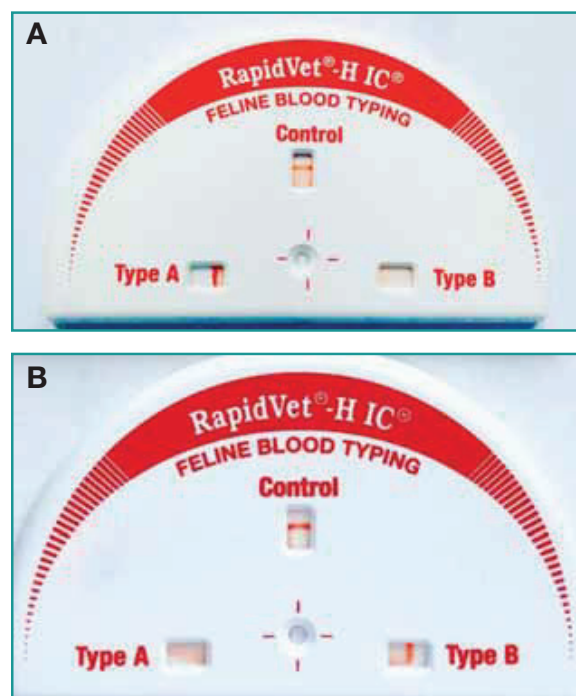 A
RapidVet®-H IC®
FELINE BLOOD TYPING
Control
Type A
Type B
B
RapidVet®-H IC®
FELINE BLOOD TYPING
Control
Type A
Type B